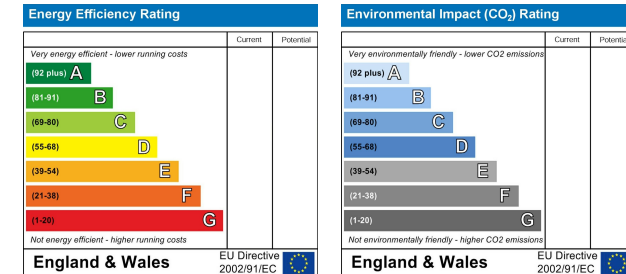 Energy Efficiency Rating
Current Potential
Very energy efficient - lower running costs
(92 plus) A
(81-91) B
(69-80) C
(55-68) D
(39-54) E
(21-38) F
(1-20) G
Not energy efficient - higher running costs
England & Wales
EU Directive
2002/91/EC
Environmental Impact (CO2) Rating
Current Potential
Very environmentally friendly - lower CO2 emissions
(92 plus) A
(81-91) B
(69-80) C
(55-68) D
(39-54) E
(21-38) F
(1-20) G
Not environmentally friendly - higher CO2 emissions
England & Wales
EU Directive
2002/91/EC